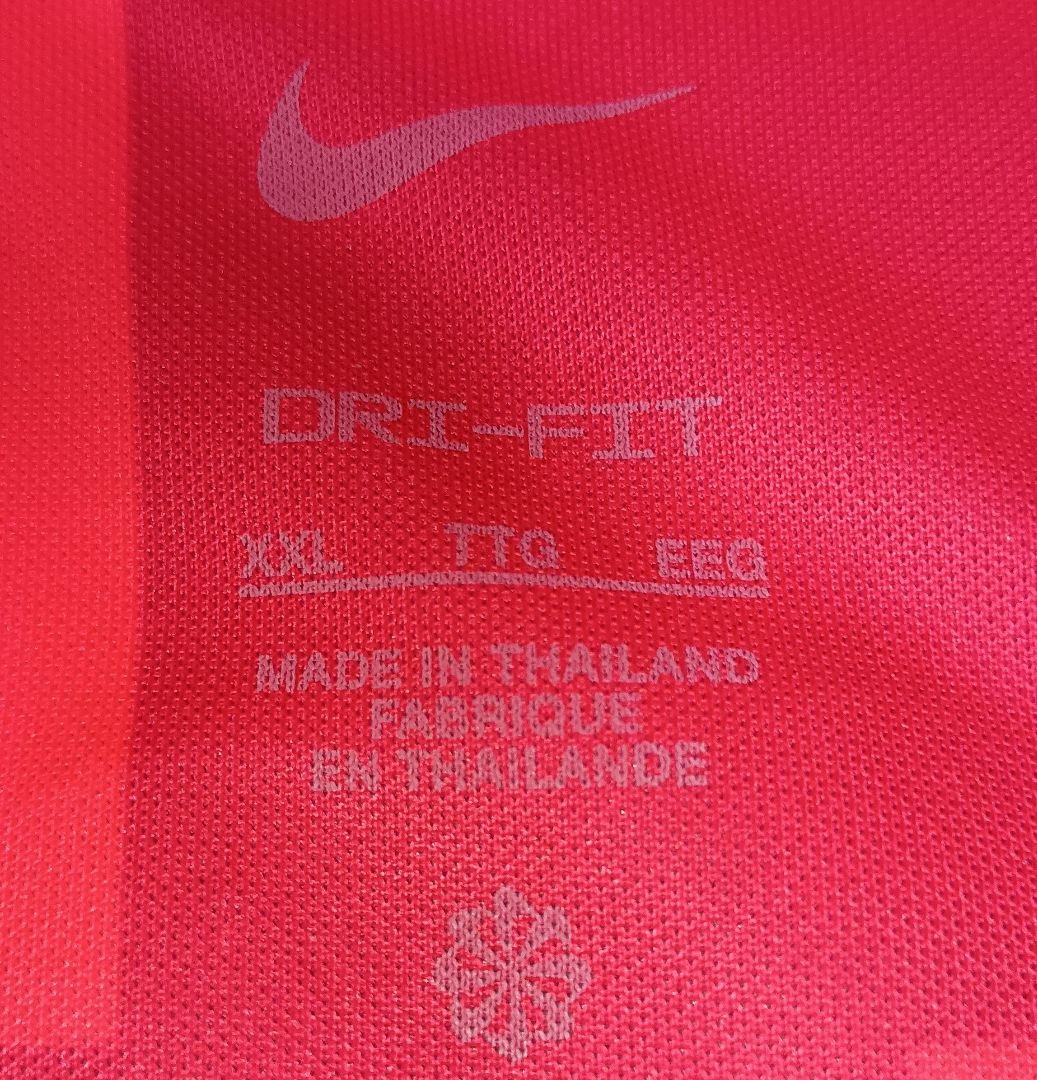 DRI-FIT
XXL TTG EEG
MADE IN THAILAND
FABRIQUE
EN THAILANDE